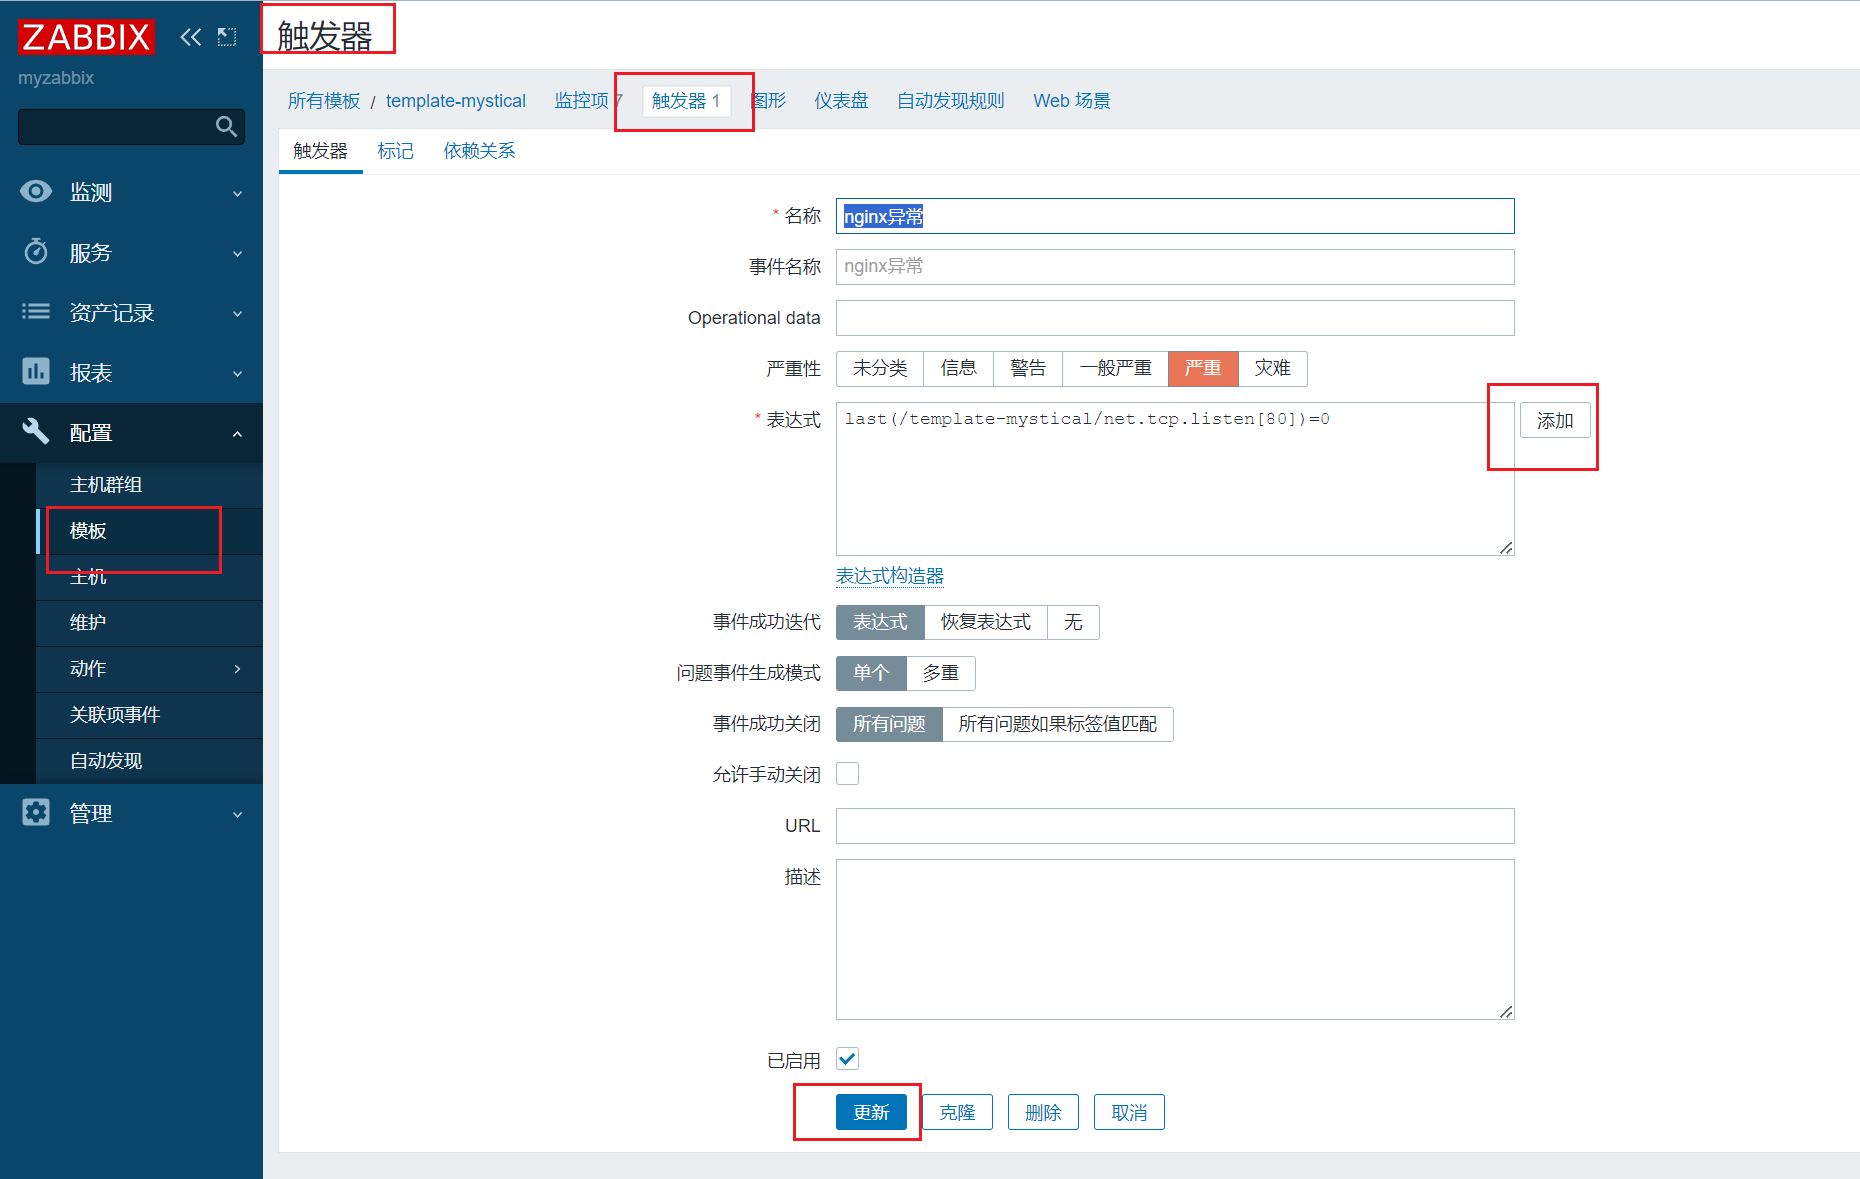 ZABBIX
myzabbix
监测
服务
资产记录
报表
配置
主机群组
模板
主机
维护
动作
关联项事件
自动发现
管理
触发器
所有模板 / template-mystical 监控项 7 触发器 1 图形 仪表盘 自动发现规则 Web 场景
触发器 标记 依赖关系
* 名称 nginx异常
事件名称 nginx异常
Operational data
严重性 未分类 信息 警告 一般严重 严重 灾难
* 表达式 last(/template-mystical/net.tcp.listen[80])=0 添加
表达式构造器
事件成功迭代 表达式 恢复表达式 无
问题事件生成模式 单个 多重
事件成功关闭 所有问题 所有问题如果标签值匹配
允许手动关闭
URL
描述
已启用
更新 克隆 删除 取消